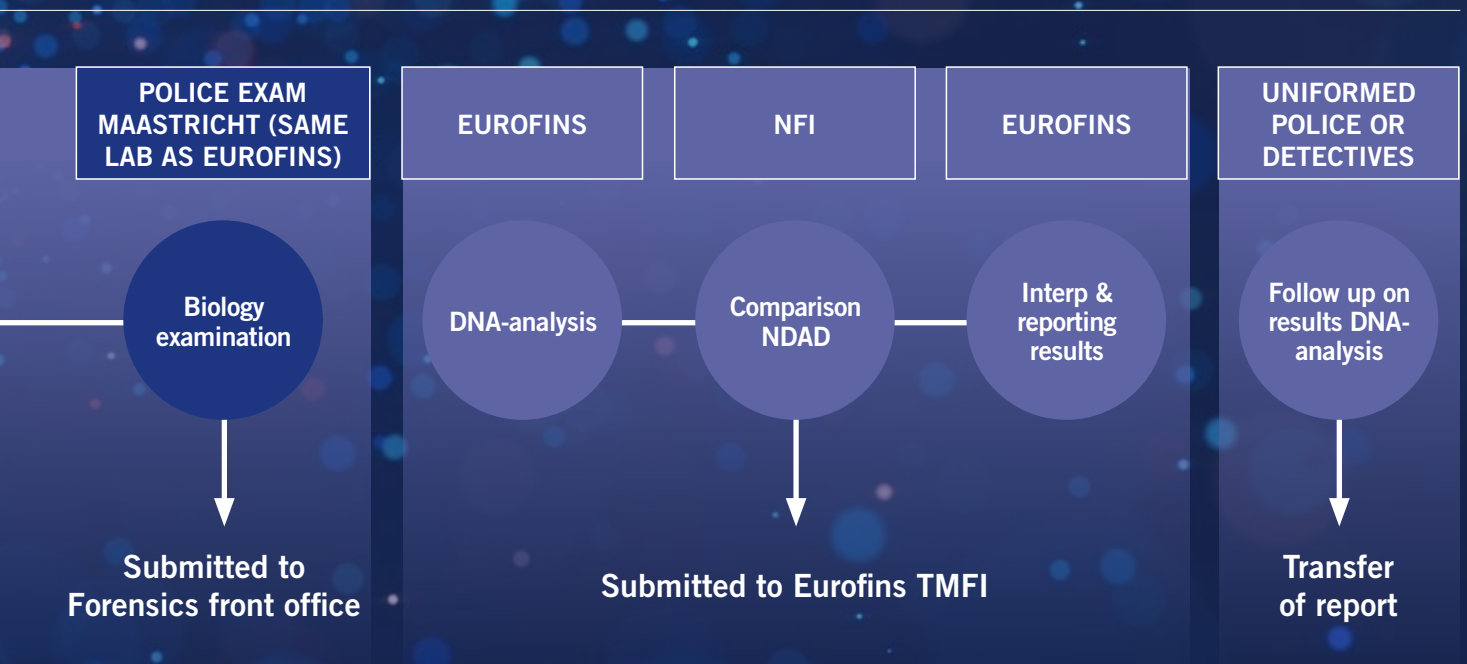 POLICE EXAM
MAASTRICHT (SAME
LAB AS EUROFINS)
EUROFINS
NFI
EUROFINS
UNIFORMED
POLICE OR
DETECTIVES
Biology
examination
DNA-analysis
Comparison
NDAD
Interp &
reporting
results
Follow up on
results DNA-
analysis
Submitted to
Forensics front office
Submitted to Eurofins TMFI
Transfer
of report